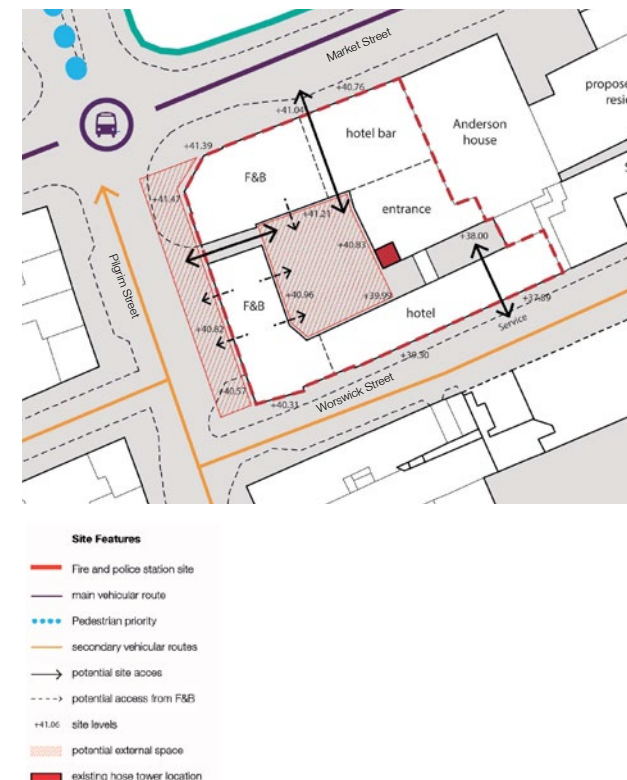 Market Street
+40.76
+41.04
propose
resi
hotel bar
Anderson
house
+41.39
F&B
+41.47
+41.21
entrance
+40.83
+38.00
Pilgrim Street
F&B
+40.96
+39.99
hotel
+37.89
+40.82
Service
+39.50
+40.57
+40.31
Worswick Street
Site Features
Fire and police station site
main vehicular route
Pedestrian priority
secondary vehicular routes
potential site acces
potential access from F&B
+41.06 site levels
potential external space
existing hose tower location